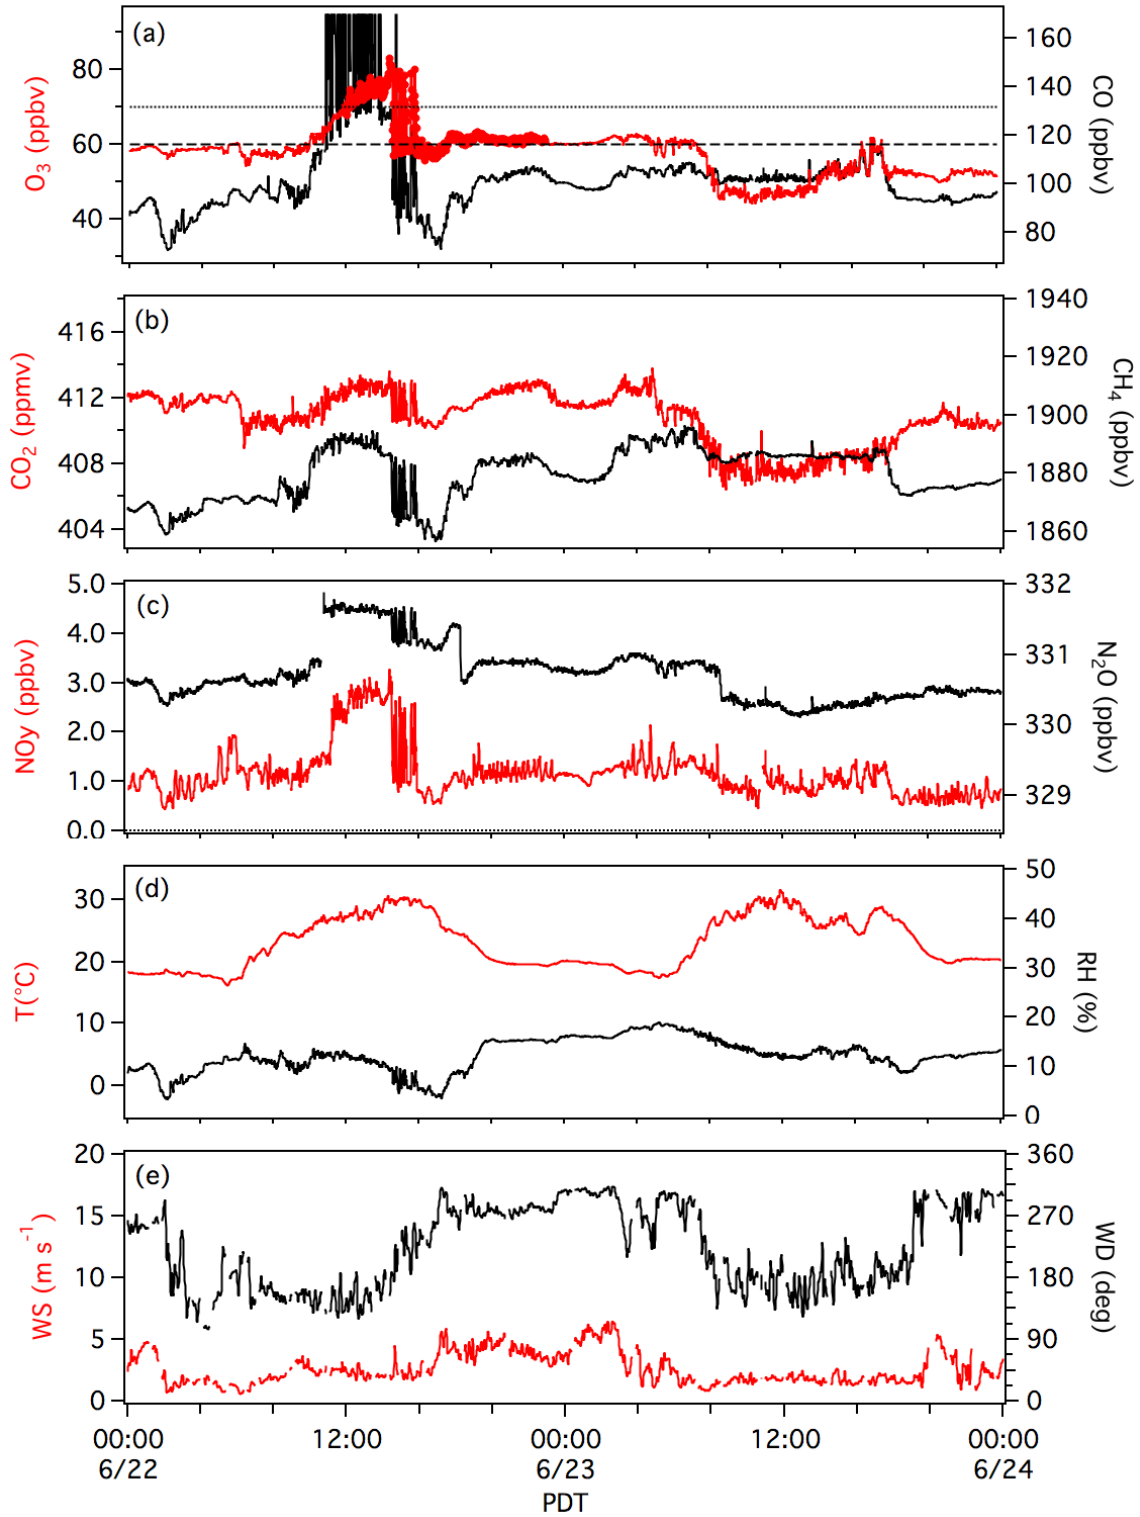 (a)
80
60
40
O3 (ppbv)
160
140
120
100
80
CO (ppbv)
(b)
416
412
408
404
CO2 (ppmv)
1940
1920
1900
1880
1860
CH4 (ppbv)
(c)
5.0
4.0
3.0
2.0
1.0
0.0
NOy (ppbv)
332
331
330
329
N2O (ppbv)
(d)
30
20
10
0
T(°C)
50
40
30
20
10
0
RH (%)
(e)
20
15
10
5
0
WS (m s-1)
360
270
180
90
0
WD (deg)
00:00 12:00 00:00 12:00 00:00
6/22 6/23 6/24
PDT